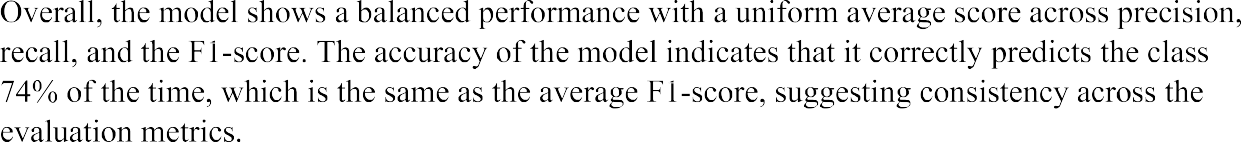 Overall, the model shows a balanced performance with a uniform average score across precision,
recall, and the F1-score. The accuracy of the model indicates that it correctly predicts the class
74% of the time, which is the same as the average F1-score, suggesting consistency across the
evaluation metrics.